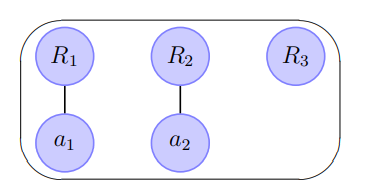 R₁ R₂ R₃
a₁ a₂